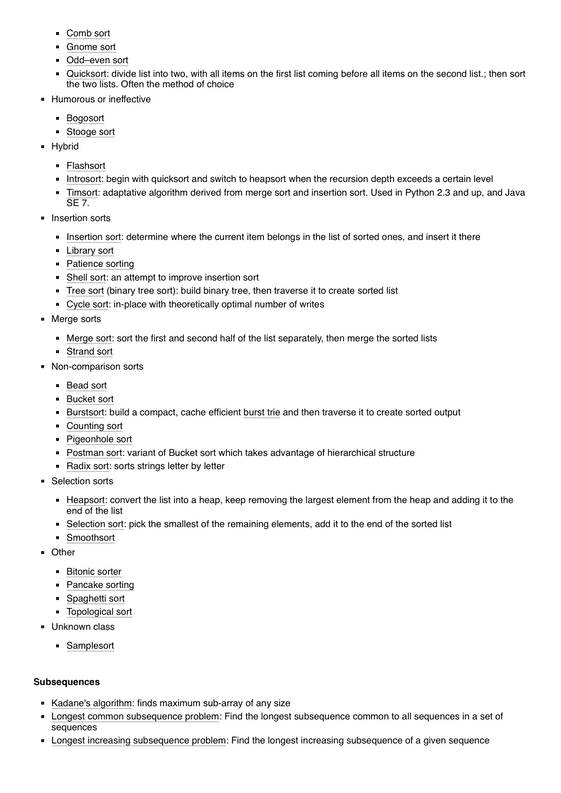 Comb sort
Gnome sort
Odd–even sort
Quicksort: divide list into two, with all items on the first list coming before all items on the second list.; then sort
the two lists. Often the method of choice
Humorous or ineffective
Bogosort
Stooge sort
Hybrid
Flashsort
Introsort: begin with quicksort and switch to heapsort when the recursion depth exceeds a certain level
Timsort: adaptative algorithm derived from merge sort and insertion sort. Used in Python 2.3 and up, and Java
SE 7.
Insertion sorts
Insertion sort: determine where the current item belongs in the list of sorted ones, and insert it there
Library sort
Patience sorting
Shell sort: an attempt to improve insertion sort
Tree sort (binary tree sort): build binary tree, then traverse it to create sorted list
Cycle sort: in-place with theoretically optimal number of writes
Merge sorts
Merge sort: sort the first and second half of the list separately, then merge the sorted lists
Strand sort
Non-comparison sorts
Bead sort
Bucket sort
Burstsort: build a compact, cache efficient burst trie and then traverse it to create sorted output
Counting sort
Pigeonhole sort
Postman sort: variant of Bucket sort which takes advantage of hierarchical structure
Radix sort: sorts strings letter by letter
Selection sorts
Heapsort: convert the list into a heap, keep removing the largest element from the heap and adding it to the
end of the list
Selection sort: pick the smallest of the remaining elements, add it to the end of the sorted list
Smoothsort
Other
Bitonic sorter
Pancake sorting
Spaghetti sort
Topological sort
Unknown class
Samplesort
Subsequences
Kadane's algorithm: finds maximum sub-array of any size
Longest common subsequence problem: Find the longest subsequence common to all sequences in a set of
sequences
Longest increasing subsequence problem: Find the longest increasing subsequence of a given sequence